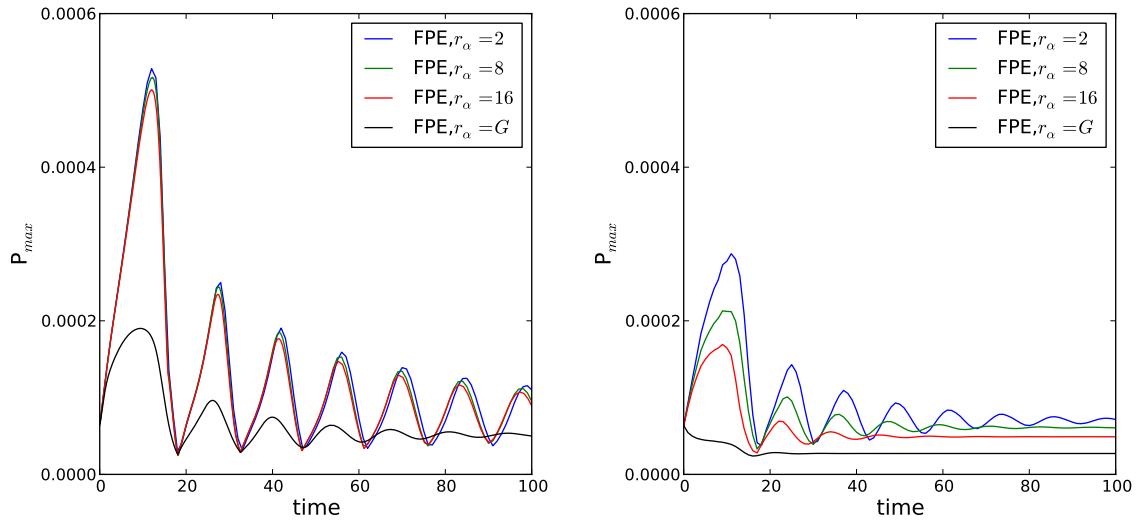 0.0006
0.0004
0.0002
0.0000
P_max
0 20 40 60 80 100
time
FPE,r_α=2
FPE,r_α=8
FPE,r_α=16
FPE,r_α=G
0.0006
0.0004
0.0002
0.0000
P_max
0 20 40 60 80 100
time
FPE,r_α=2
FPE,r_α=8
FPE,r_α=16
FPE,r_α=G